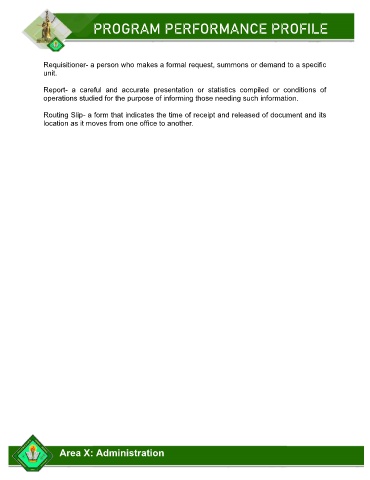 PROGRAM PERFORMANCE PROFILE
Requisitioner- a person who makes a formal request, summons or demand to a specific
unit.
Report- a careful and accurate presentation or statistics compiled or conditions of
operations studied for the purpose of informing those needing such information.
Routing Slip- a form that indicates the time of receipt and released of document and its
location as it moves from one office to another.
Area X: Administration